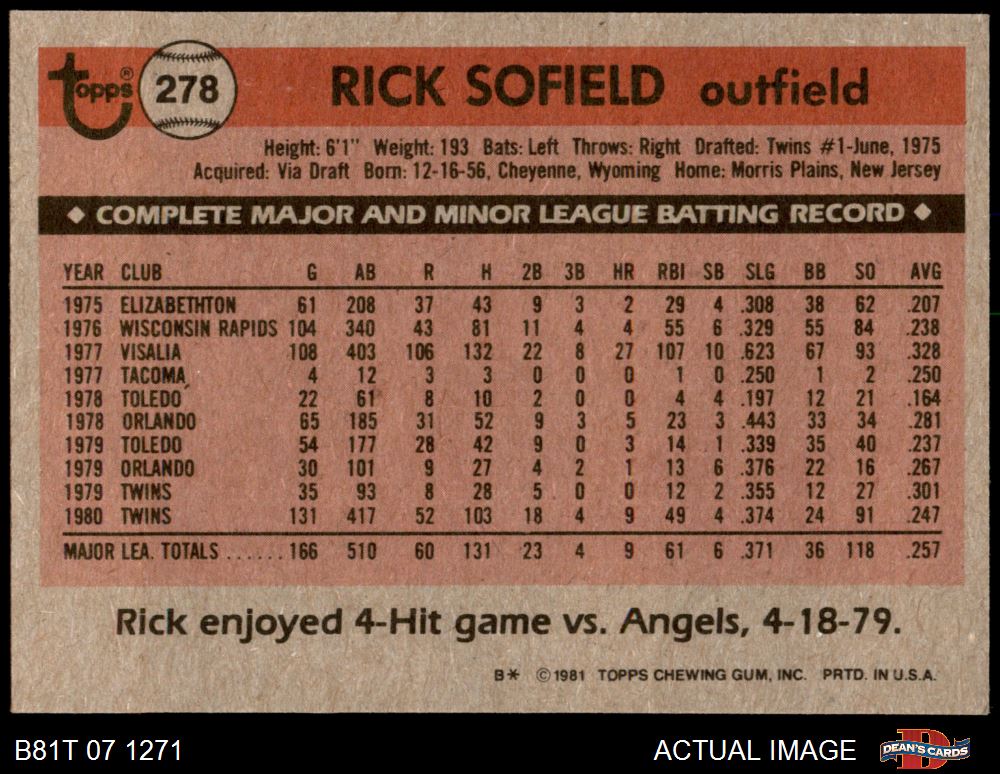 topps®
278
RICK SOFIELD outfield
Height: 6'1" Weight: 193 Bats: Left Throws: Right Drafted: Twins #1-June, 1975
Acquired: Via Draft Born: 12-16-56, Cheyenne, Wyoming Home: Morris Plains, New Jersey
◆ COMPLETE MAJOR AND MINOR LEAGUE BATTING RECORD ◆
YEAR CLUB G AB R H 2B 3B HR RBI SB SLG BB SO AVG
1975 ELIZABETHTON 61 208 37 43 9 3 2 29 4 .308 38 62 .207
1976 WISCONSIN RAPIDS 104 340 43 81 11 4 4 55 6 .329 55 84 .238
1977 VISALIA 108 403 106 132 22 8 27 107 10 .623 67 93 .328
1977 TACOMA 4 12 3 3 0 0 0 1 0 .250 1 2 .250
1978 TOLEDO 22 61 8 10 2 0 0 4 4 .197 12 21 .164
1978 ORLANDO 65 185 31 52 9 3 5 23 3 .443 33 34 .281
1979 TOLEDO 54 177 28 42 9 0 3 14 1 .339 35 40 .237
1979 ORLANDO 30 101 9 27 4 2 1 13 6 .376 22 16 .267
1979 TWINS 35 93 8 28 5 0 0 12 2 .355 12 27 .301
1980 TWINS 131 417 52 103 18 4 9 49 4 .374 24 91 .247
MAJOR LEA. TOTALS ...... 166 510 60 131 23 4 9 61 6 .371 36 118 .257
Rick enjoyed 4-Hit game vs. Angels, 4-18-79.
B* © 1981 TOPPS CHEWING GUM, INC. PRTD. IN U.S.A.
B81T 07 1271 ACTUAL IMAGE DEAN'S CARDS